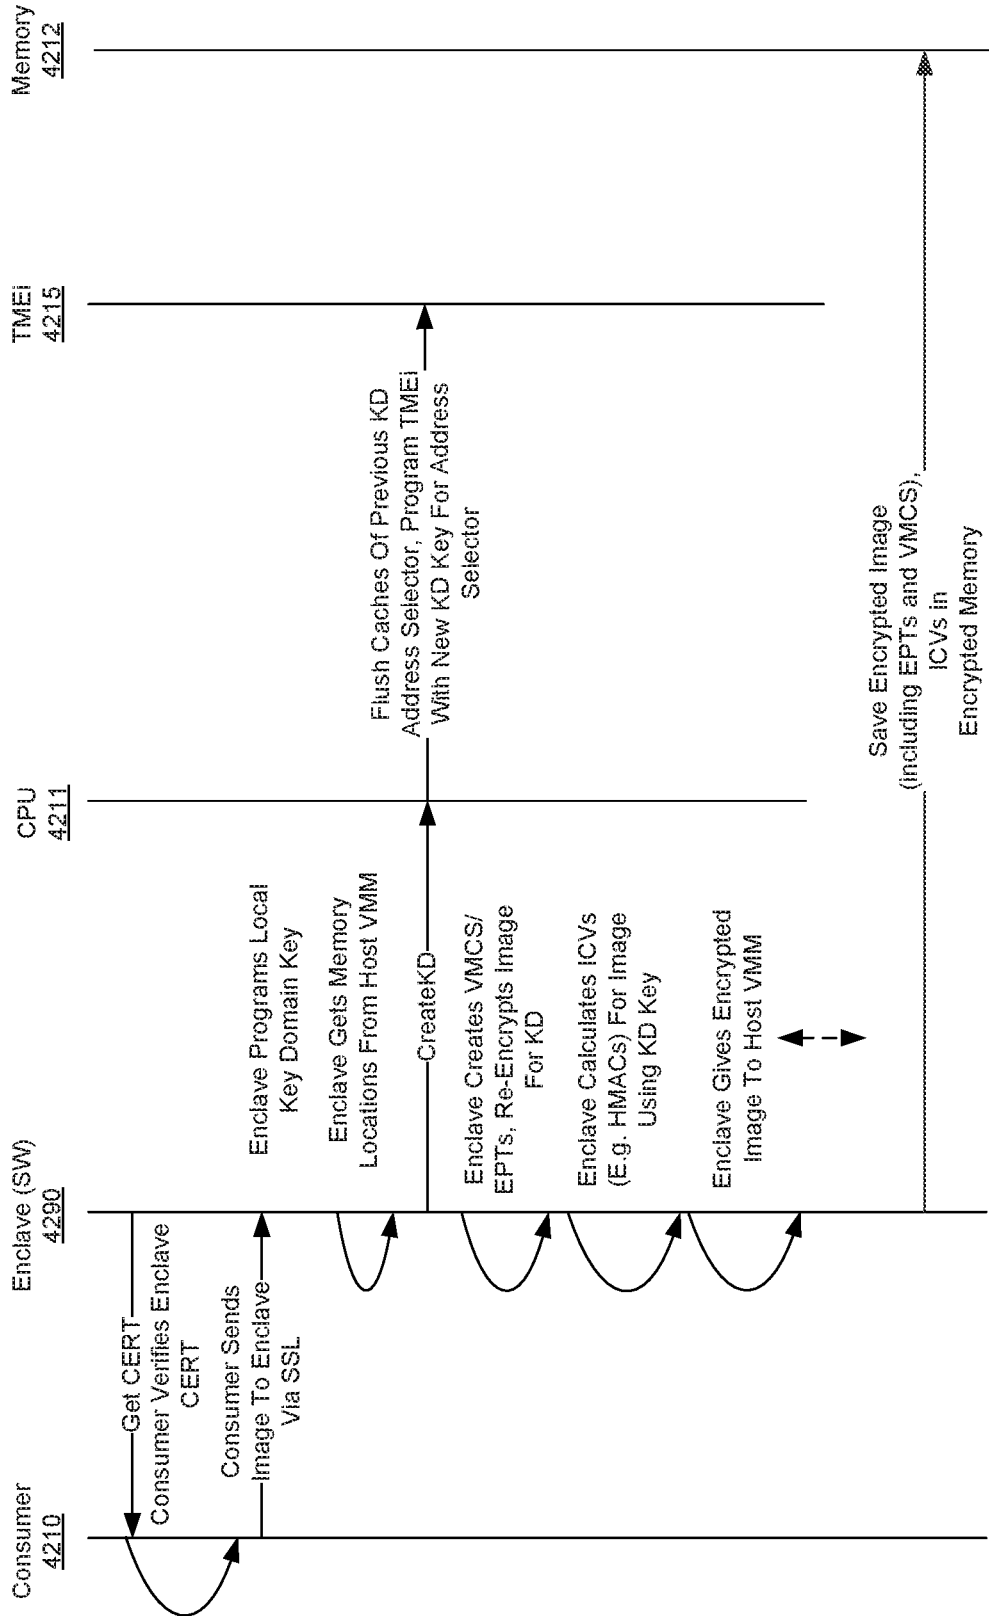 Consumer
4210
Enclave (SW)
4290
CPU
4211
TMEi
4215
Memory
4212
Get CERT
Consumer Verifies Enclave
CERT
Consumer Sends
Image To Enclave
Via SSL
Enclave Programs Local
Key Domain Key
Enclave Gets Memory
Locations From Host VMM
CreateKD
Flush Caches Of Previous KD
Address Selector, Program TMEi
With New KD Key For Address
Selector
Enclave Creates VMCS/
EPTs, Re-Encrypts Image
For KD
Enclave Calculates ICVs
(E.g. HMACs) For Image
Using KD Key
Enclave Gives Encrypted
Image To Host VMM
Save Encrypted Image
(including EPTs and VMCS),
ICVs in
Encrypted Memory